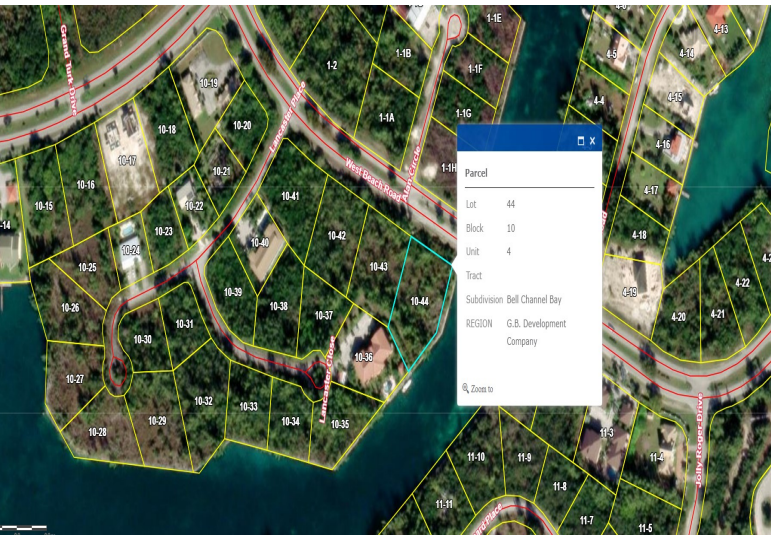 1-1E
4-13
4-5
4-14
10-19
1-2
1-1B
1-1F
4-4
4-15
Grand Turk Drive
10-18
10-20
1-1A
1-1G
10-17
Lancaster Place
4-16
10-21
West Beach Road
1-1H
10-16
10-15
10-22
10-41
4-17
-14
10-23
10-42
4-18
10-24
10-40
10-25
10-43
4-19
4-22
10-39
10-44
10-26
10-38
10-37
4-20
4-21
10-31
10-30
10-36
10-27
Lancaster Close
10-32
10-33
10-34
10-35
10-28
10-29
Jolly Roger Drive
11-3
11-4
11-10
11-9
11-8
11-11
11-7
11-5
Parcel
Lot 44
Block 10
Unit 4
Tract
Subdivision Bell Channel Bay
REGION G.B. Development
Company
Zoom to